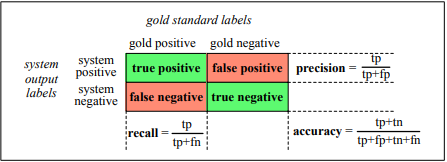 gold standard labels
gold positive gold negative
system output labels
system positive true positive false positive precision = tp / tp+fp
system negative false negative true negative
recall = tp / tp+fn accuracy = tp+tn / tp+fp+tn+fn